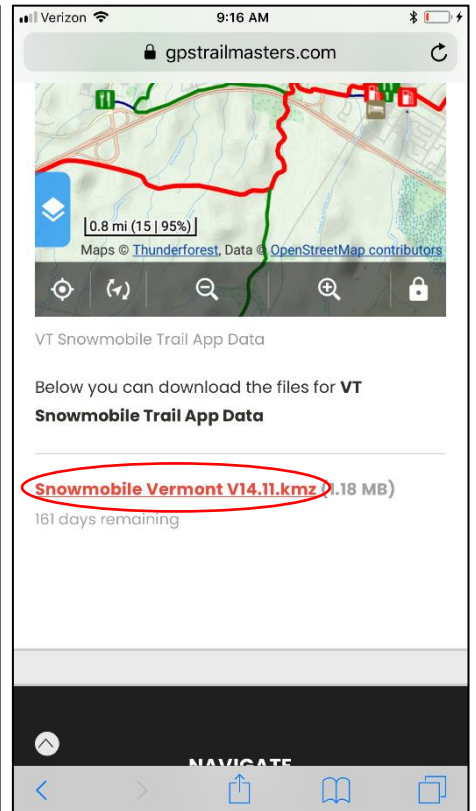 Verizon 9:16 AM
gpstrailmasters.com
0.8 mi (15 | 95%)
Maps © Thunderforest, Data © OpenStreetMap contributors
VT Snowmobile Trail App Data
Below you can download the files for VT
Snowmobile Trail App Data
Snowmobile Vermont V14.11.kmz (1.18 MB)
161 days remaining
NAVIGATE